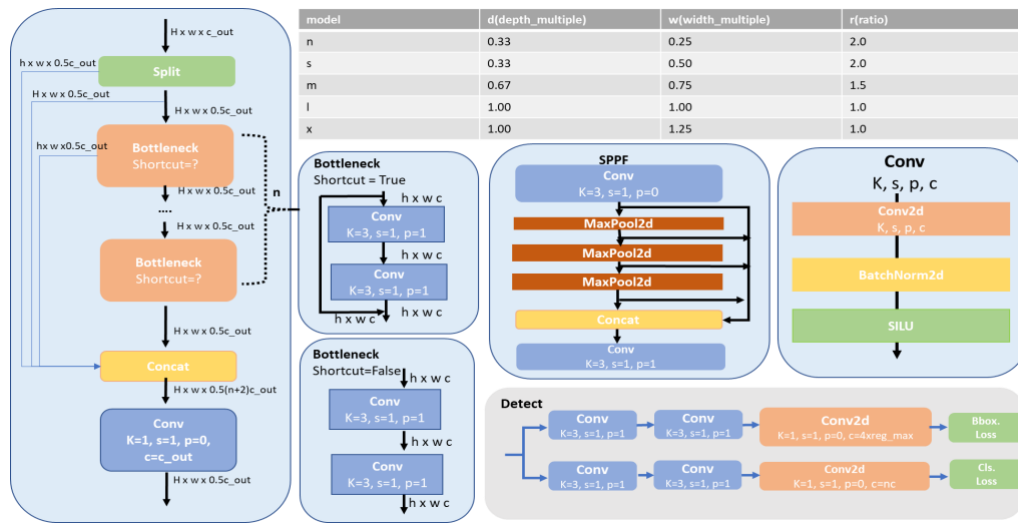 H x w x c_out
h x w x 0.5c_out
Split
H x w x 0.5c_out
H x w x 0.5c_out
hx w x0.5c_out
Bottleneck
Shortcut=?
H x w x 0.5c_out
....
H x w x 0.5c_out
Bottleneck
Shortcut=?
n
H x w x 0.5c_out
Concat
H x w x 0.5(n+2)c_out
Conv
K=1, s=1, p=0,
c=c_out
H x w x 0.5c_out
model d(depth_multiple) w(width_multiple) r(ratio)
n 0.33 0.25 2.0
s 0.33 0.50 2.0
m 0.67 0.75 1.5
l 1.00 1.00 1.0
x 1.00 1.25 1.0
Bottleneck
Shortcut = True
h x w c
Conv
K=3, s=1, p=1
h x w c
Conv
K=3, s=1, p=1
h x w c
h x w c
Bottleneck
Shortcut=False
h x w c
Conv
K=3, s=1, p=1
h x w c
Conv
K=3, s=1, p=1
h x w c
SPPF
Conv
K=3, s=1, p=0
MaxPool2d
MaxPool2d
MaxPool2d
Concat
Conv
K=3, s=1, p=1
Conv
K, s, p, c
Conv2d
K, s, p, c
BatchNorm2d
SILU
Detect
Conv
K=3, s=1, p=1
Conv
K=3, s=1, p=1
Conv2d
K=1, s=1, p=0, c=4xreg_max
Bbox.
Loss
Conv
K=3, s=1, p=1
Conv
K=3, s=1, p=1
Conv2d
K=1, s=1, p=0, c=nc
Cls.
Loss